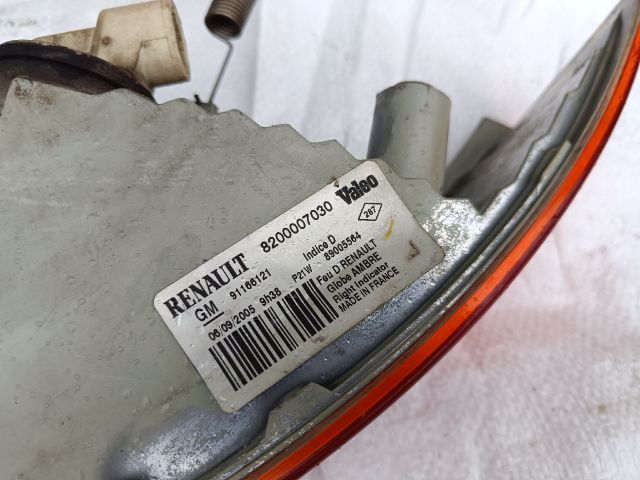 RENAULT 8200007030 Valeo
GM 91166121 Indice D 267
06/09/2005 9h38 P21W 89005564
Feu D RENAULT
Globe AMBRE
Right Indicator
MADE IN FRANCE